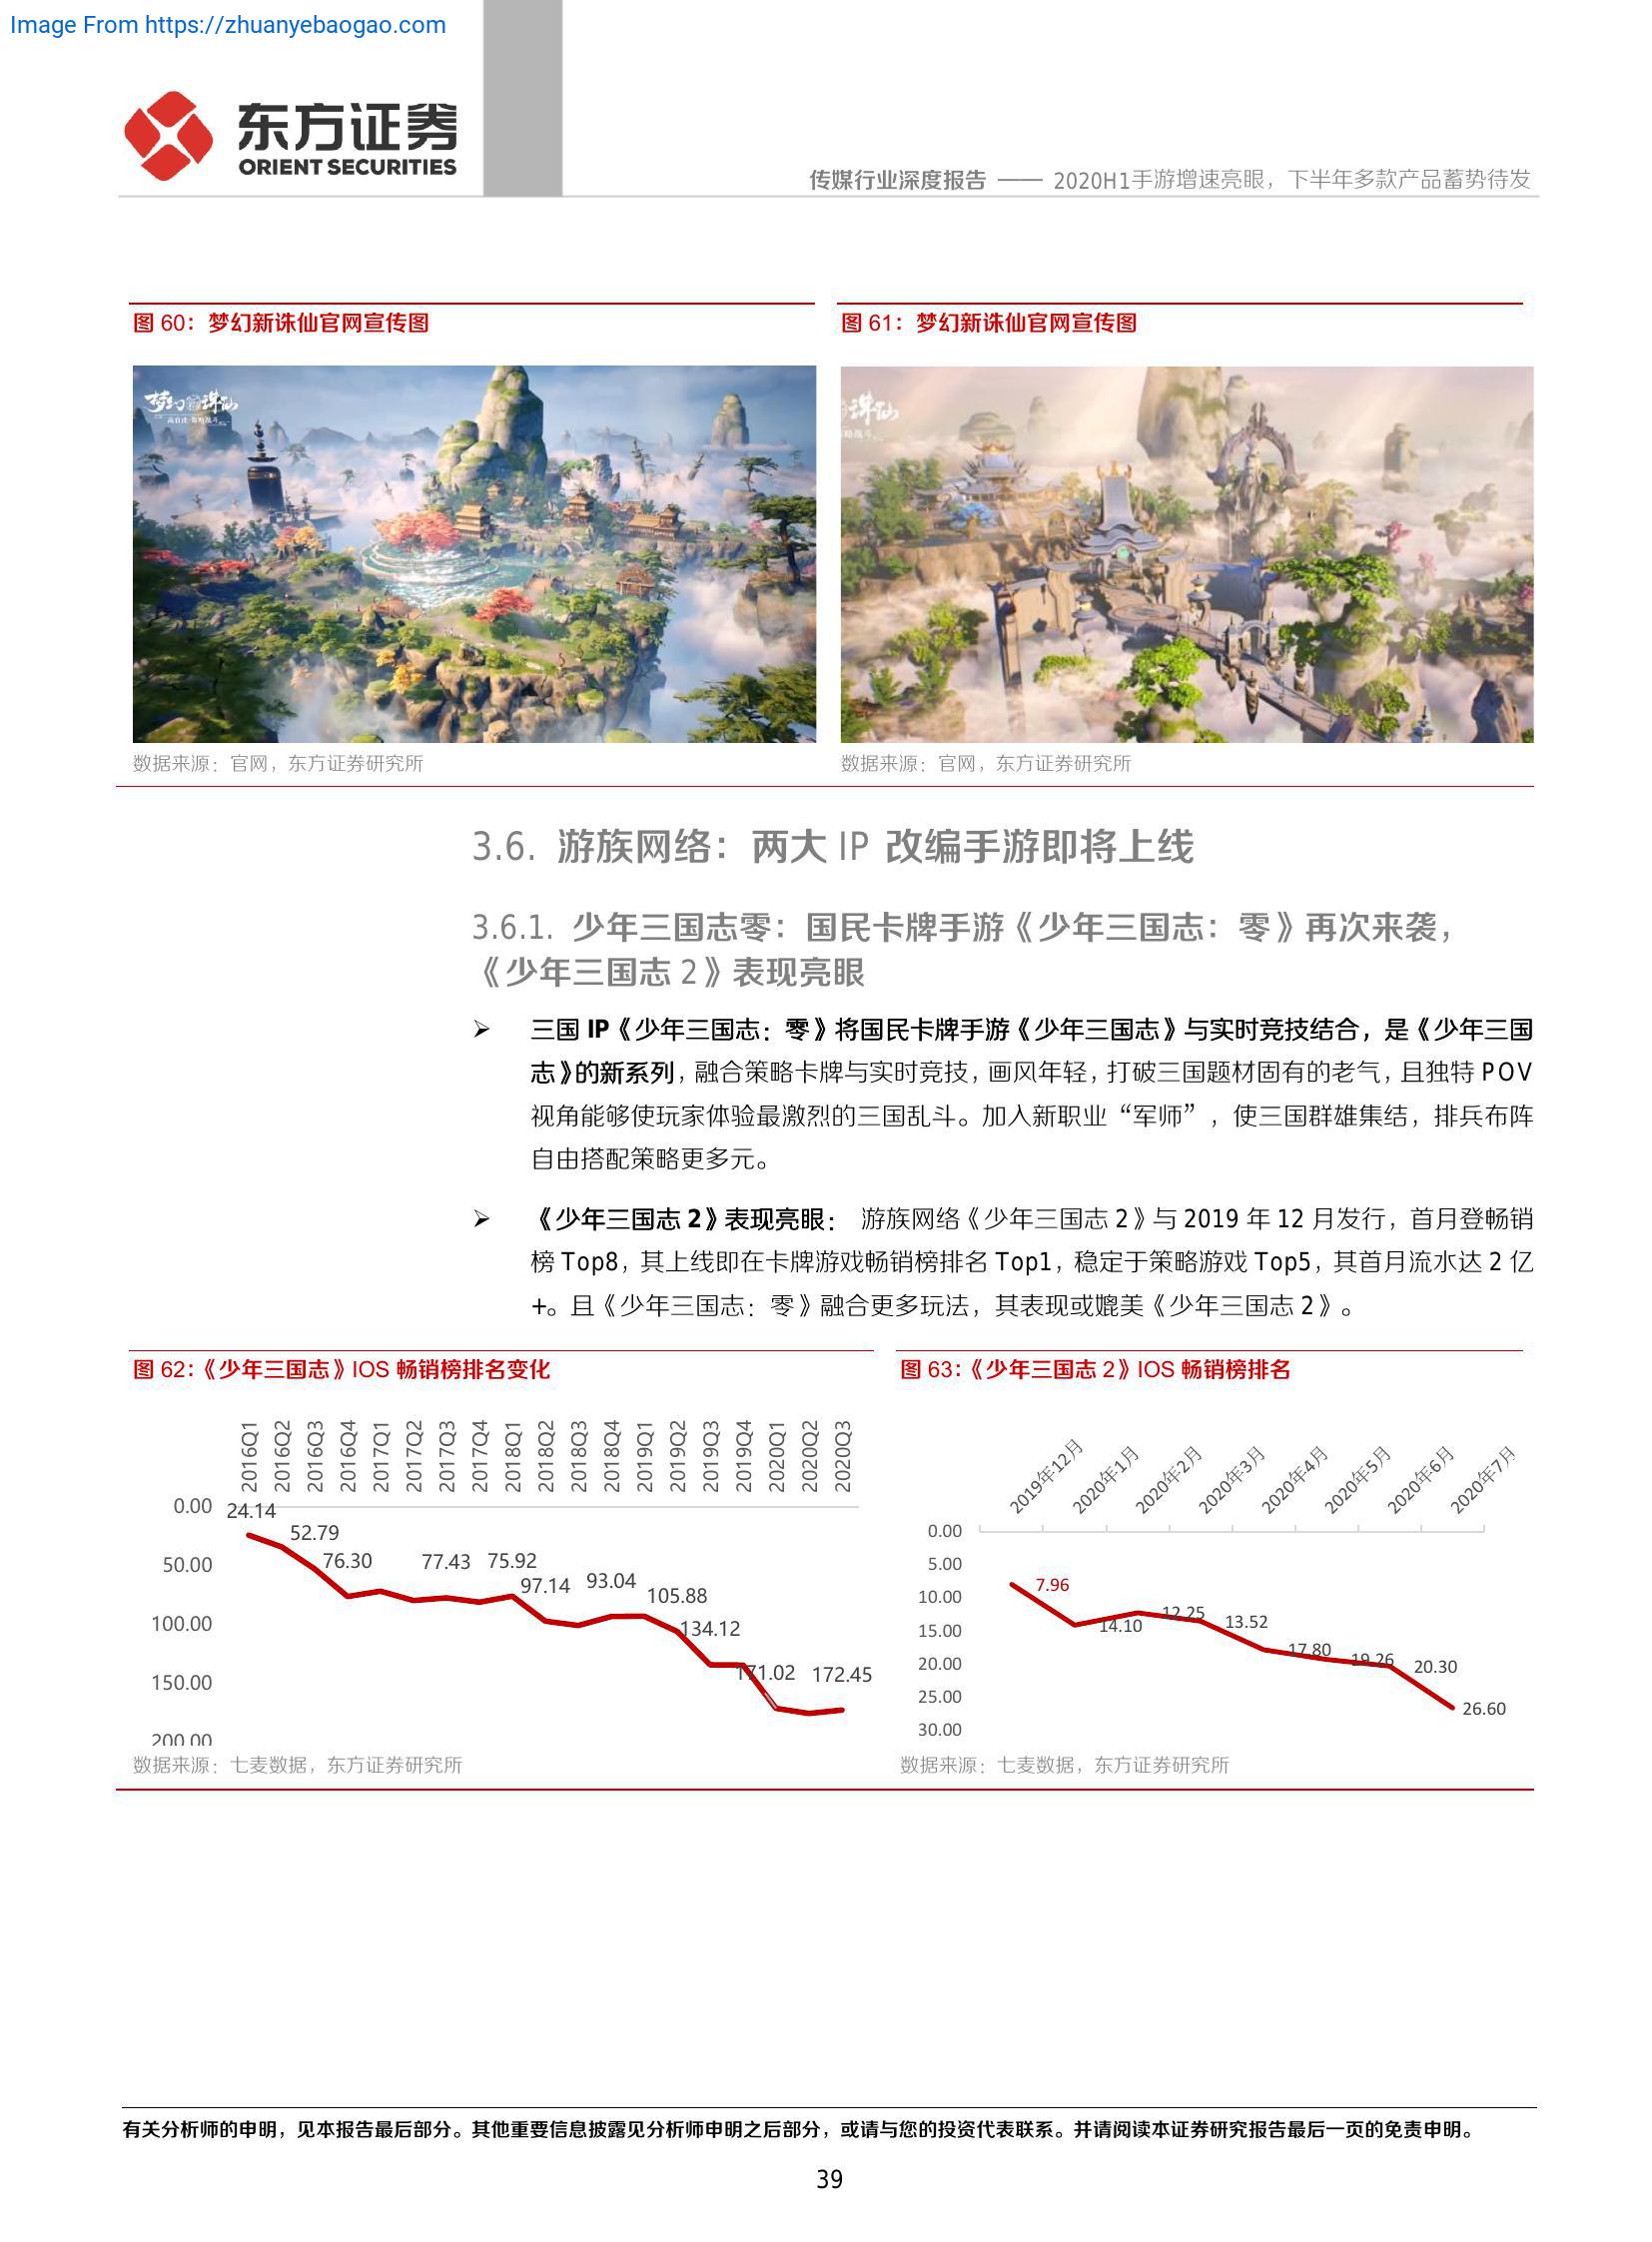 Image From https://zhuanyebaogao.com
东方证券
ORIENT SECURITIES
传媒行业深度报告 —— 2020H1手游增速亮眼，下半年多款产品蓄势待发
图 60：梦幻新诛仙官网宣传图
图 61：梦幻新诛仙官网宣传图
梦幻新诛仙
新诛仙
数据来源：官网，东方证券研究所
数据来源：官网，东方证券研究所
3.6. 游族网络：两大 IP 改编手游即将上线
3.6.1. 少年三国志零：国民卡牌手游《少年三国志：零》再次来袭，
《少年三国志 2》表现亮眼
➢ 三国 IP《少年三国志：零》将国民卡牌手游《少年三国志》与实时竞技结合，是《少年三国
志》的新系列，融合策略卡牌与实时竞技，画风年轻，打破三国题材固有的老气，且独特 POV
视角能够使玩家体验最激烈的三国乱斗。加入新职业“军师”，使三国群雄集结，排兵布阵
自由搭配策略更多元。
➢ 《少年三国志 2》表现亮眼： 游族网络《少年三国志 2》与 2019 年 12 月发行，首月登畅销
榜 Top8，其上线即在卡牌游戏畅销榜排名 Top1，稳定于策略游戏 Top5，其首月流水达 2 亿
+。且《少年三国志：零》融合更多玩法，其表现或媲美《少年三国志 2》。
图 62：《少年三国志》IOS 畅销榜排名变化
2016Q1 2016Q2 2016Q3 2016Q4 2017Q1 2017Q2 2017Q3 2017Q4 2018Q1 2018Q2 2018Q3 2018Q4 2019Q1 2019Q2 2019Q3 2019Q4 2020Q1 2020Q2 2020Q3
0.00
50.00
100.00
150.00
200.00
24.14
52.79
76.30
77.43
75.92
97.14
93.04
105.88
134.12
171.02
172.45
数据来源：七麦数据，东方证券研究所
图 63：《少年三国志 2》IOS 畅销榜排名
2019年12月 2020年1月 2020年2月 2020年3月 2020年4月 2020年5月 2020年6月 2020年7月
0.00
5.00
10.00
15.00
20.00
25.00
30.00
7.96
14.10
12.25
13.52
17.80
19.26
20.30
26.60
数据来源：七麦数据，东方证券研究所
有关分析师的申明，见本报告最后部分。其他重要信息披露见分析师申明之后部分，或请与您的投资代表联系。并请阅读本证券研究报告最后一页的免责申明。
39